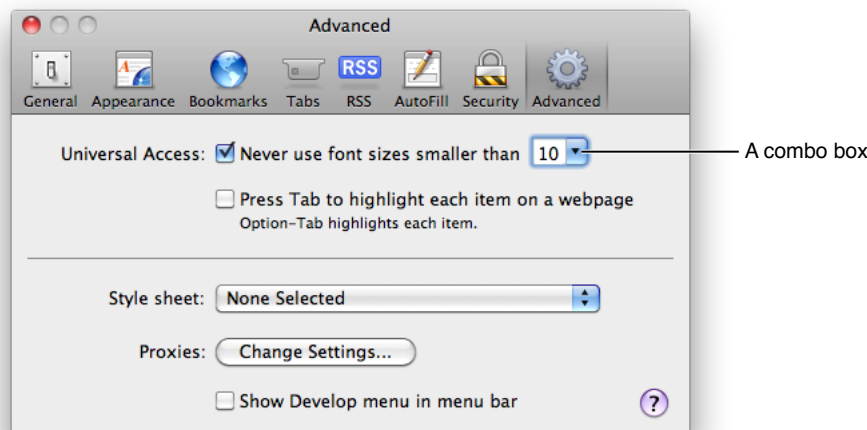 Advanced
RSS
General Appearance Bookmarks Tabs RSS AutoFill Security Advanced
Universal Access: Never use font sizes smaller than 10
A combo box
Press Tab to highlight each item on a webpage
Option-Tab highlights each item.
Style sheet: None Selected
Proxies: Change Settings...
Show Develop menu in menu bar
?